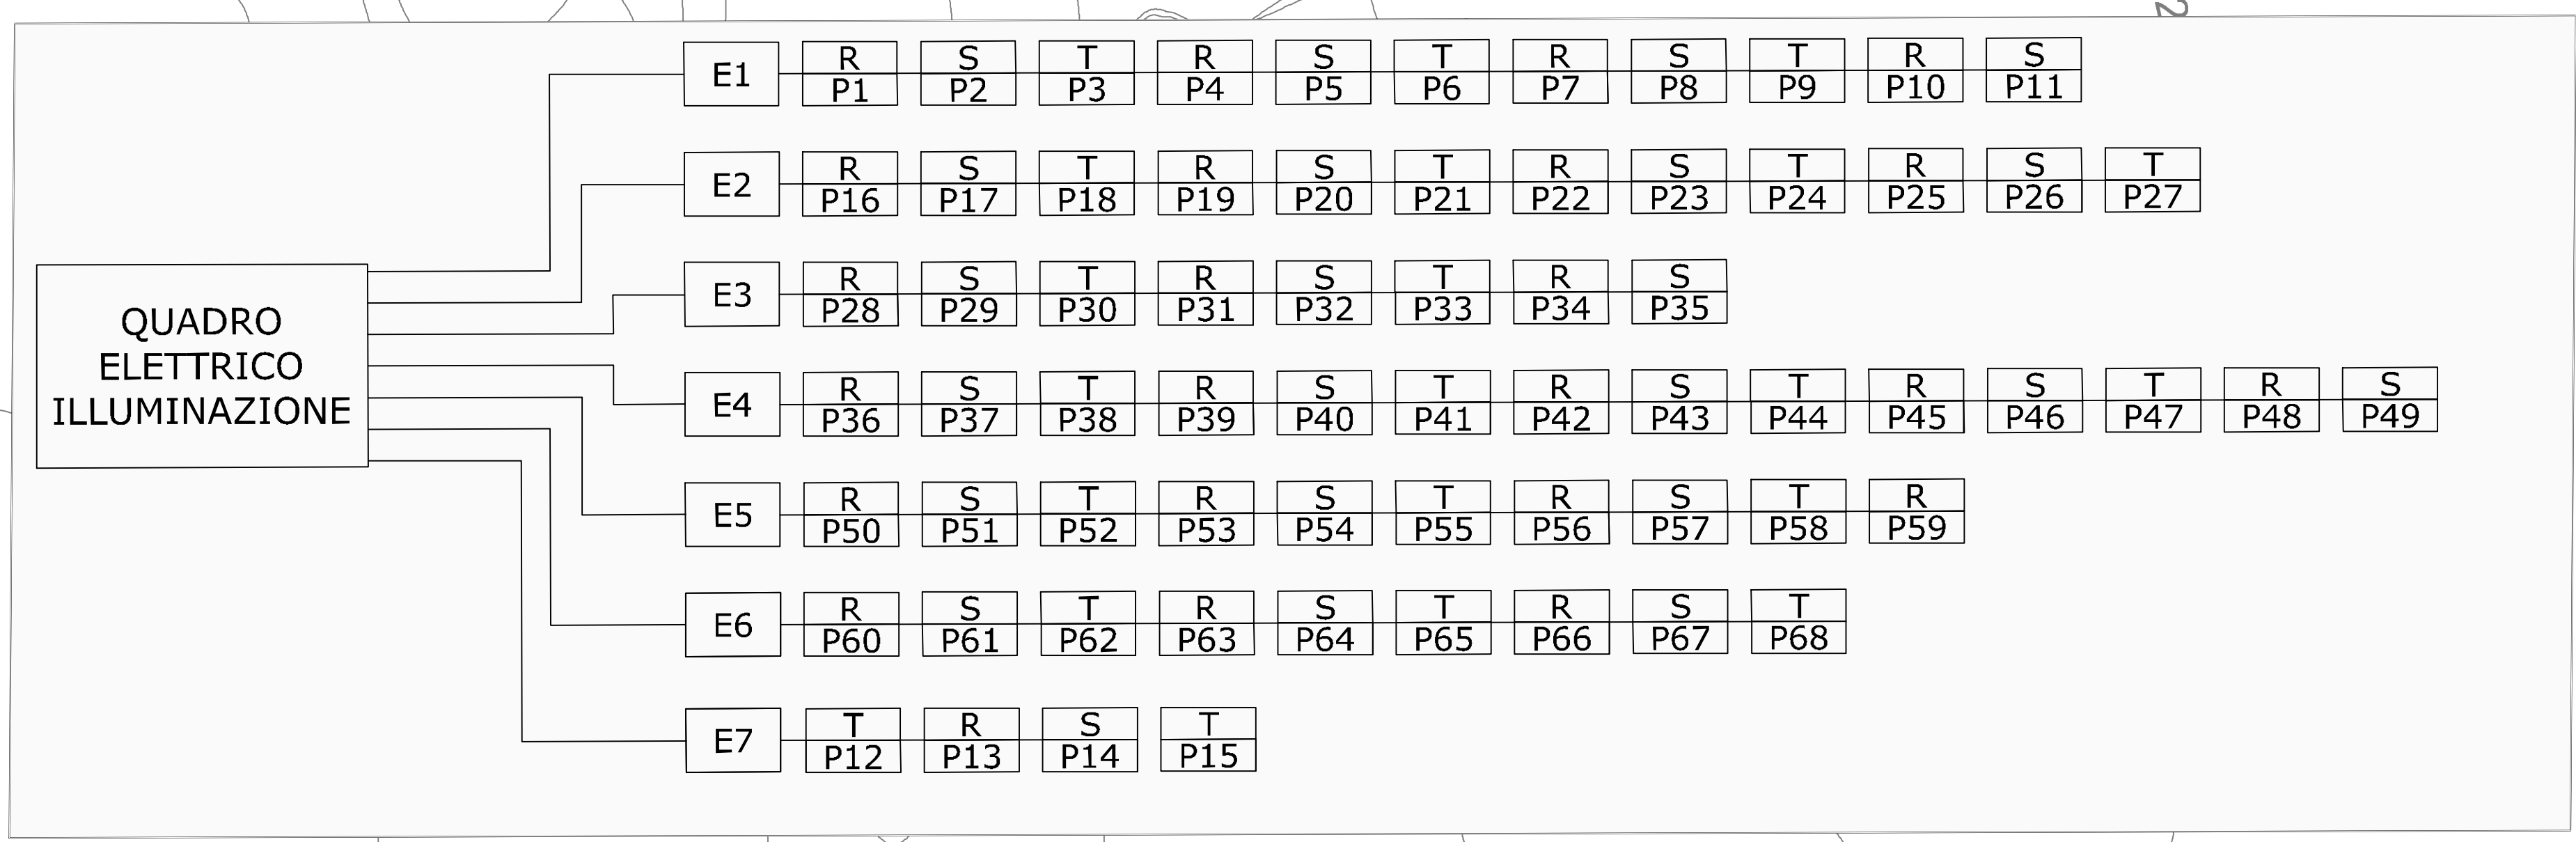 2
E1 R S T R S T R S T R S
P1 P2 P3 P4 P5 P6 P7 P8 P9 P10 P11
E2 R S T R S T R S T R S T
P16 P17 P18 P19 P20 P21 P22 P23 P24 P25 P26 P27
E3 R S T R S T R S
P28 P29 P30 P31 P32 P33 P34 P35
QUADRO
ELETTRICO
ILLUMINAZIONE
E4 R S T R S T R S T R S T R S
P36 P37 P38 P39 P40 P41 P42 P43 P44 P45 P46 P47 P48 P49
E5 R S T R S T R S T R
P50 P51 P52 P53 P54 P55 P56 P57 P58 P59
E6 R S T R S T R S T
P60 P61 P62 P63 P64 P65 P66 P67 P68
E7 T R S T
P12 P13 P14 P15